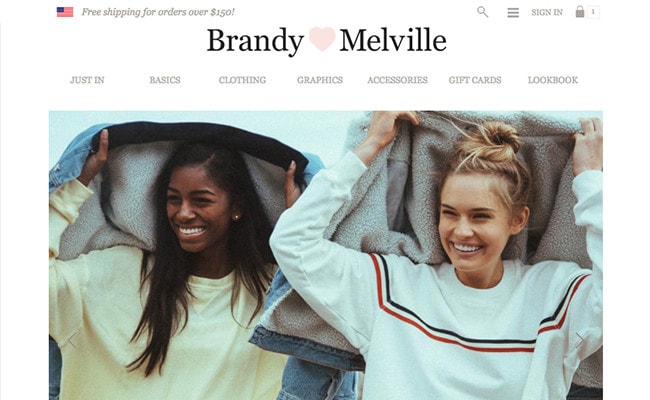 Free shipping for orders over $150!
SIGN IN
1
Brandy Melville
JUST IN BASICS CLOTHING GRAPHICS ACCESSORIES GIFT CARDS LOOKBOOK